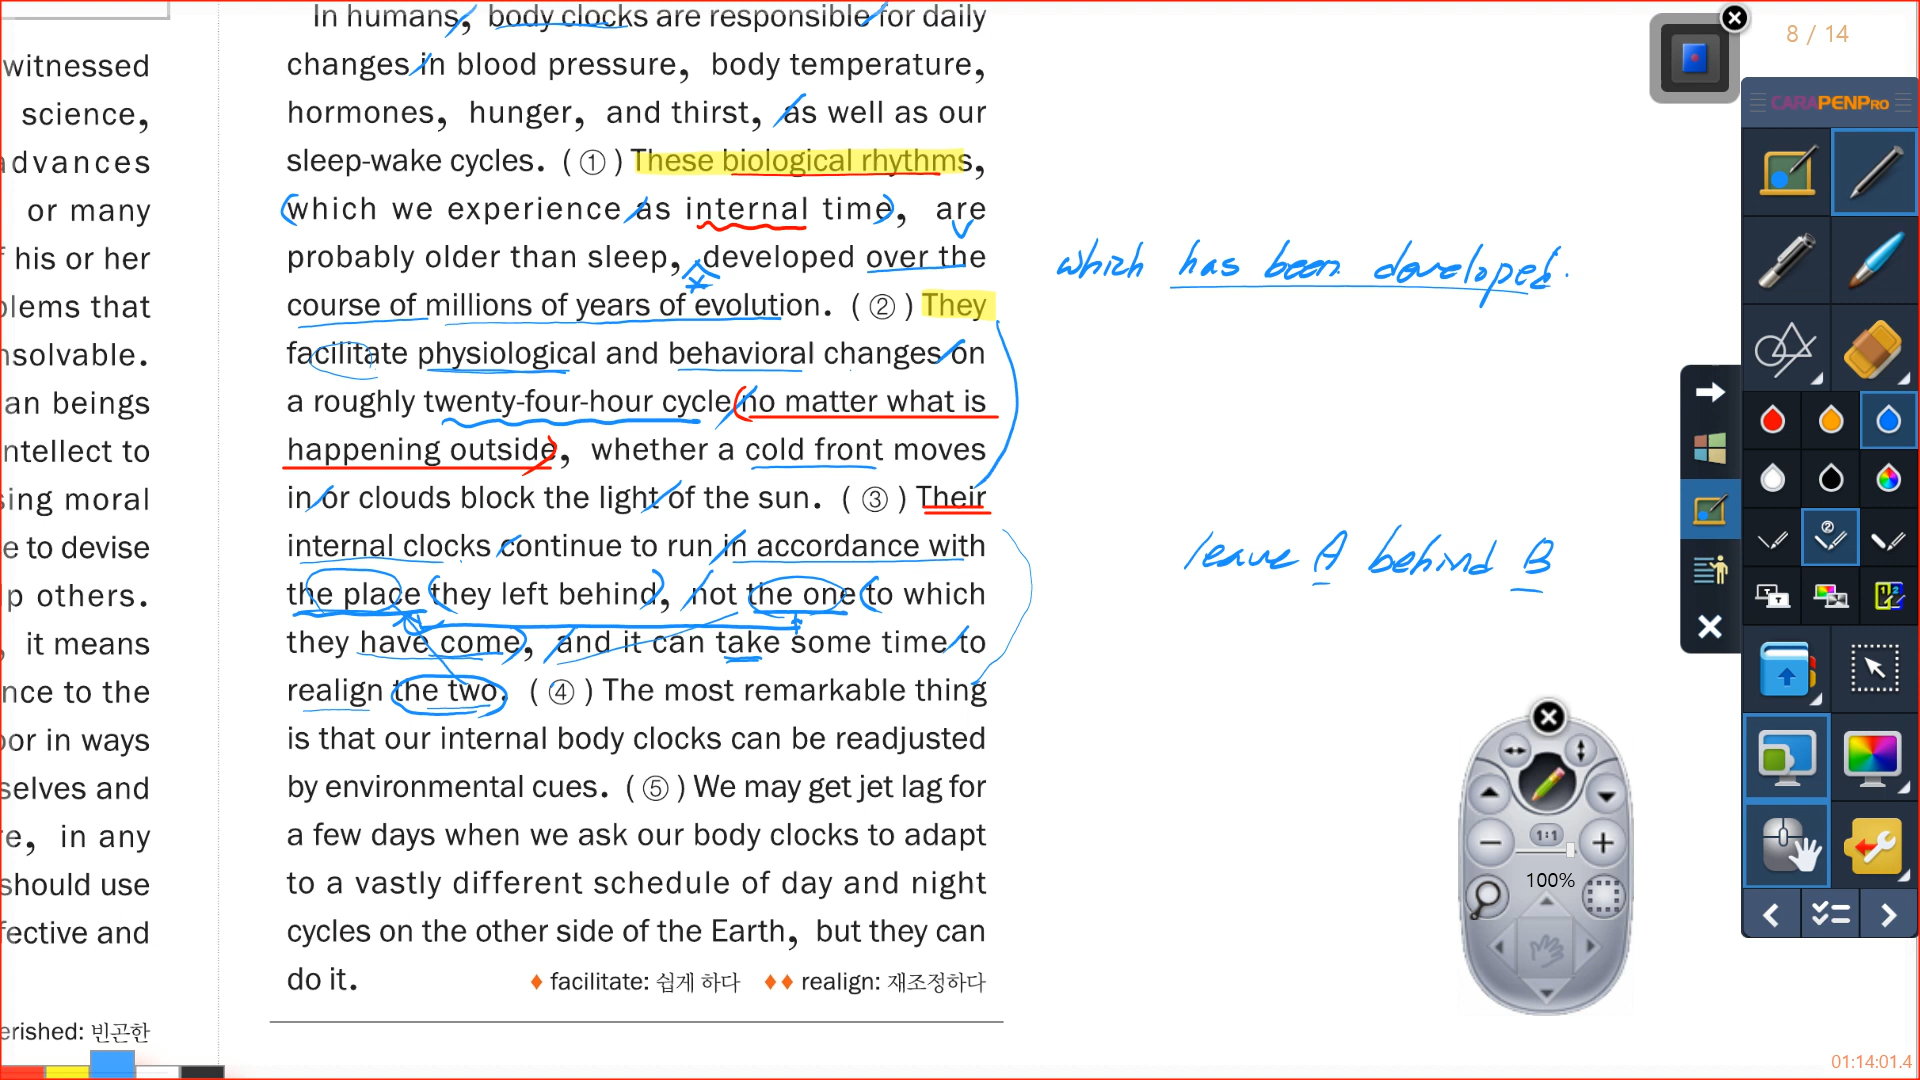 witnessed
science,
advances
or many
his or her
blems that
nsolvable.
an beings
ntellect to
sing moral
e to devise
p others.
, it means
nce to the
oor in ways
selves and
re, in any
should use
fective and
erished: 빈곤한
In humans, body clocks are responsible for daily
changes in blood pressure, body temperature,
hormones, hunger, and thirst, as well as our
sleep-wake cycles. ( ① ) These biological rhythms,
which we experience as internal time, are
probably older than sleep, developed over the
course of millions of years of evolution. ( ② ) They
facilitate physiological and behavioral changes on
a roughly twenty-four-hour cycle no matter what is
happening outside, whether a cold front moves
in or clouds block the light of the sun. ( ③ ) Their
internal clocks continue to run in accordance with
the place they left behind, not the one to which
they have come, and it can take some time to
realign the two. ( ④ ) The most remarkable thing
is that our internal body clocks can be readjusted
by environmental cues. ( ⑤ ) We may get jet lag for
a few days when we ask our body clocks to adapt
to a vastly different schedule of day and night
cycles on the other side of the Earth, but they can
do it.
♦ facilitate: 쉽게 하다 ♦♦ realign: 재조정하다
which has been developed.
leave A behind B
8 / 14
CARAPENPRO
②
1:1
100%
01:14:01.4